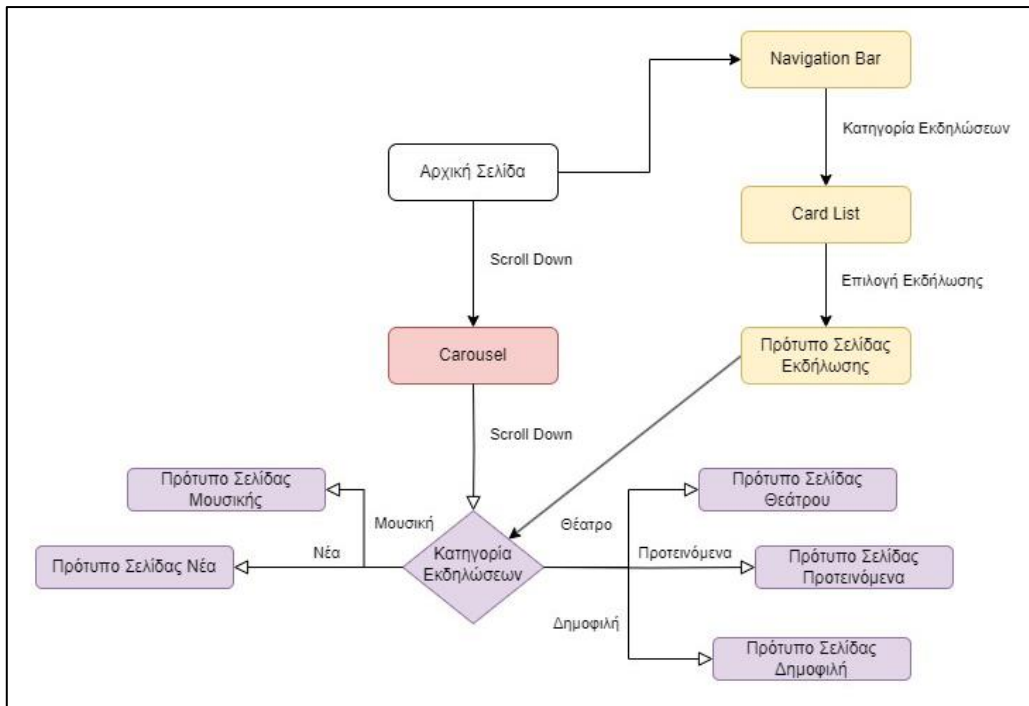 Navigation Bar
Κατηγορία Εκδηλώσεων
Αρχική Σελίδα
Card List
Scroll Down
Επιλογή Εκδήλωσης
Carousel
Πρότυπο Σελίδας
Εκδήλωσης
Scroll Down
Πρότυπο Σελίδας
Μουσικής
Πρότυπο Σελίδας
Θεάτρου
Μουσική
Θέατρο
Πρότυπο Σελίδας Νέα
Νέα
Κατηγορία
Εκδηλώσεων
Προτεινόμενα
Πρότυπο Σελίδας
Προτεινόμενα
Δημοφιλή
Πρότυπο Σελίδας
Δημοφιλή